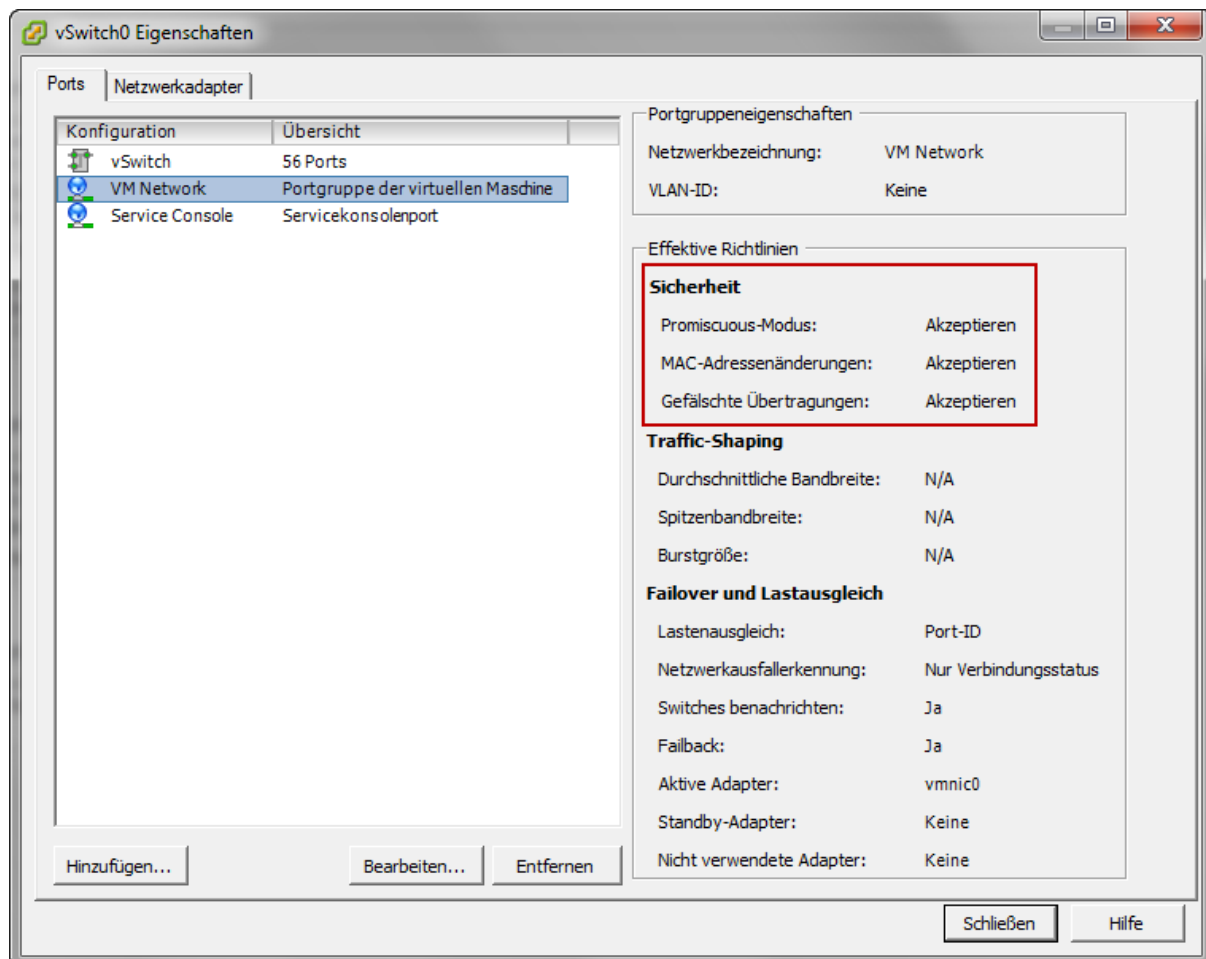 vSwitch0 Eigenschaften
Ports Netzwerkadapter
Konfiguration Übersicht
vSwitch 56 Ports
VM Network Portgruppe der virtuellen Maschine
Service Console Servicekonsolenport
Hinzufügen... Bearbeiten... Entfernen
Portgruppeneigenschaften
Netzwerkbezeichnung: VM Network
VLAN-ID: Keine
Effektive Richtlinien
Sicherheit
Promiscuous-Modus: Akzeptieren
MAC-Adressenänderungen: Akzeptieren
Gefälschte Übertragungen: Akzeptieren
Traffic-Shaping
Durchschnittliche Bandbreite: N/A
Spitzenbandbreite: N/A
Burstgröße: N/A
Failover und Lastausgleich
Lastenausgleich: Port-ID
Netzwerkausfallerkennung: Nur Verbindungsstatus
Switches benachrichten: Ja
Failback: Ja
Aktive Adapter: vmnic0
Standby-Adapter: Keine
Nicht verwendete Adapter: Keine
Schließen Hilfe